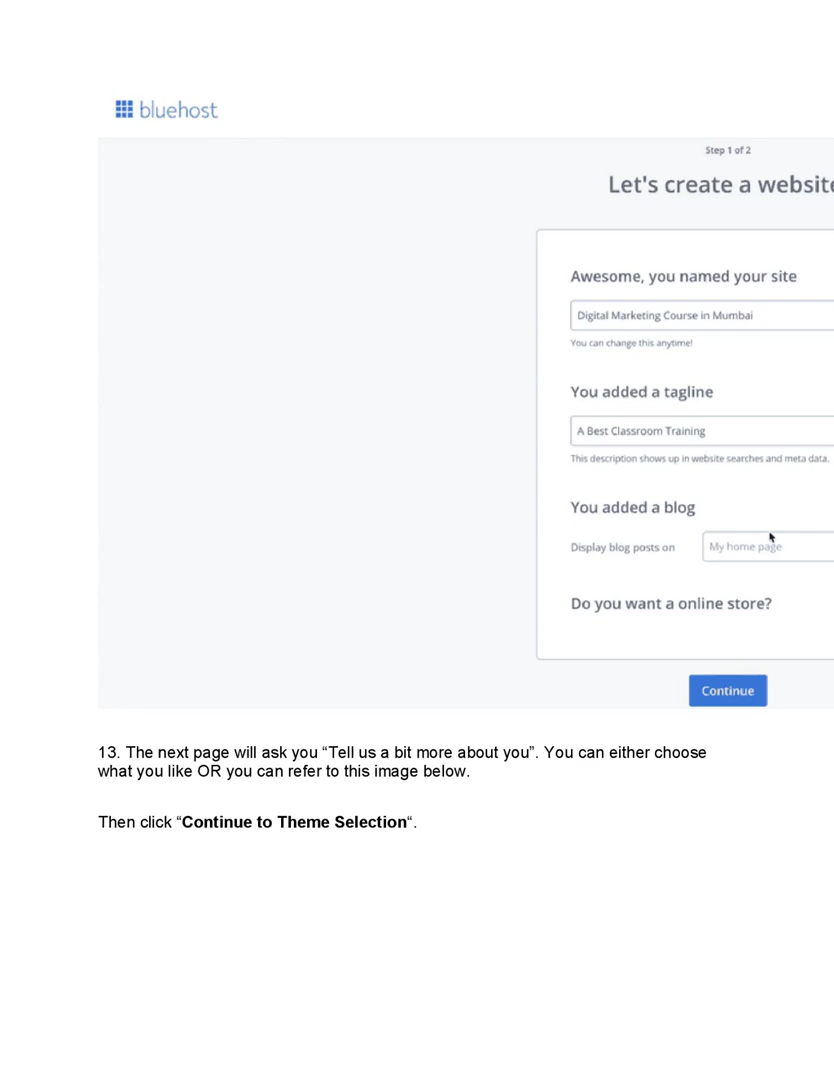 bluehost
Step 1 of 2
Let's create a website
Awesome, you named your site
Digital Marketing Course in Mumbai
You can change this anytime!
You added a tagline
A Best Classroom Training
This description shows up in website searches and meta data.
You added a blog
Display blog posts on
My home page
Do you want a online store?
Continue
13. The next page will ask you “Tell us a bit more about you”. You can either choose
what you like OR you can refer to this image below.
Then click “Continue to Theme Selection“.